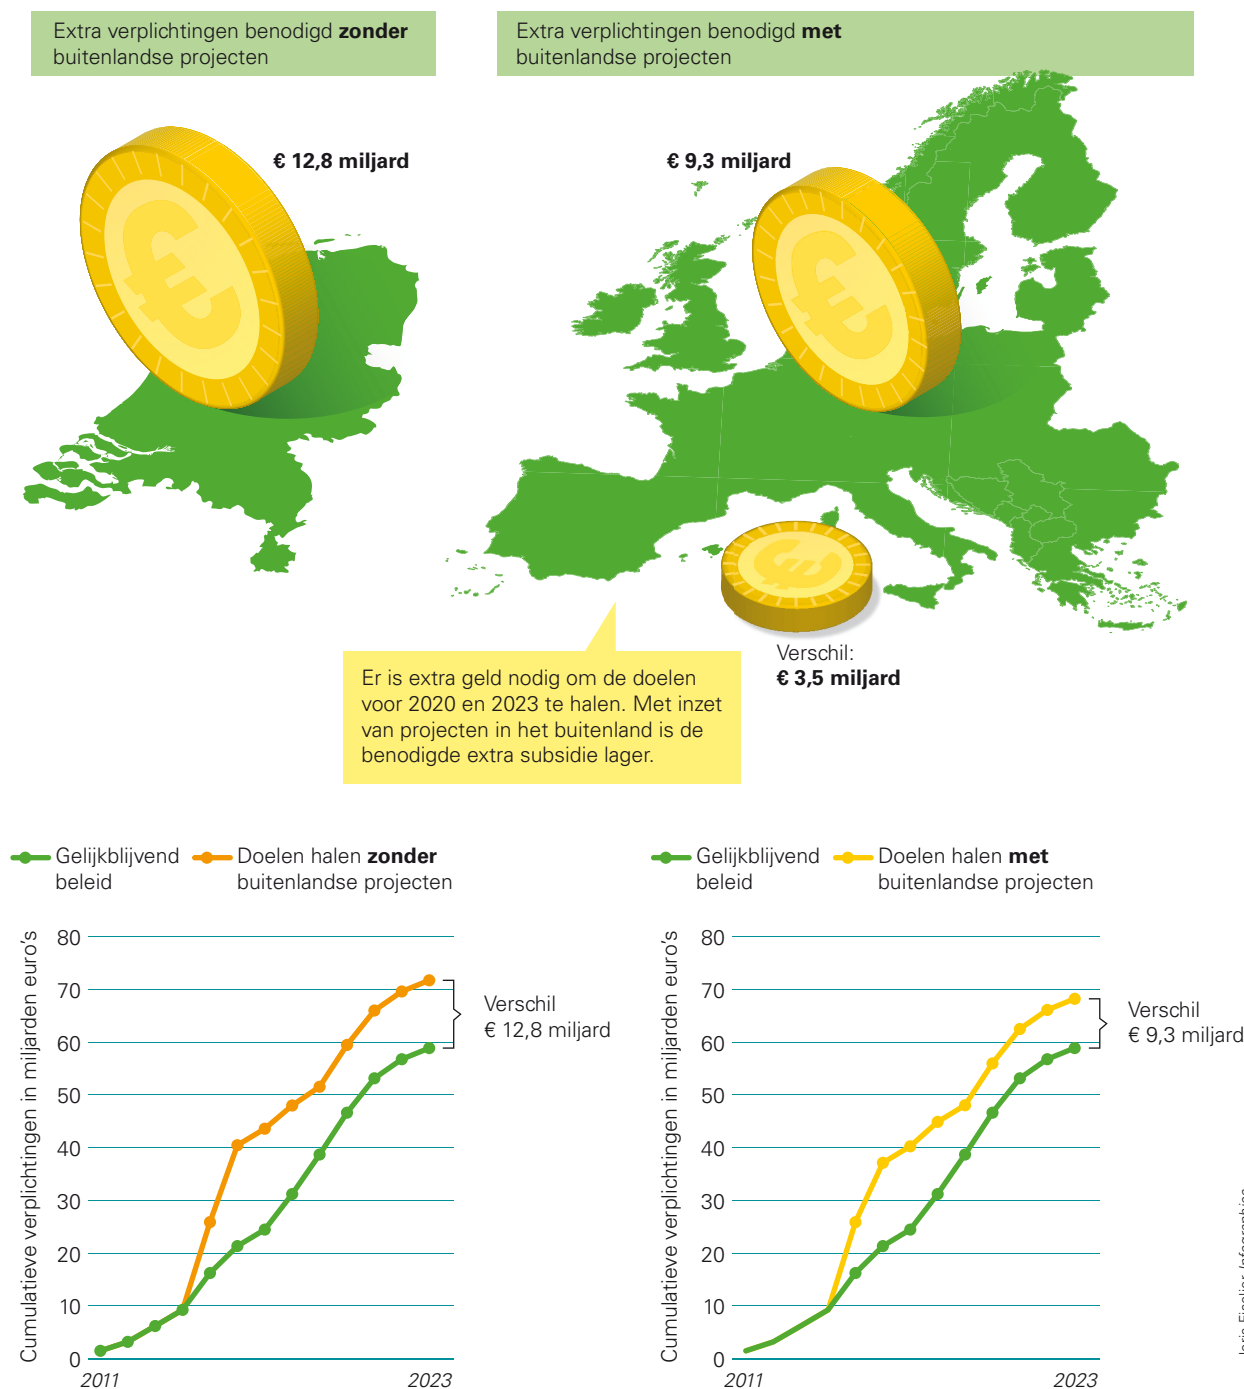 Extra verplichtingen benodigd zonder
buitenlandse projecten
Extra verplichtingen benodigd met
buitenlandse projecten
€ 12,8 miljard
€ 9,3 miljard
Verschil:
€ 3,5 miljard
Er is extra geld nodig om de doelen
voor 2020 en 2023 te halen. Met inzet
van projecten in het buitenland is de
benodigde extra subsidie lager.
Gelijkblijvend
beleid
Doelen halen zonder
buitenlandse projecten
Cumulatieve verplichtingen in miljarden euro's
80
70
60
50
40
30
20
10
0
2011
2023
Verschil
€ 12,8 miljard
Gelijkblijvend
beleid
Doelen halen met
buitenlandse projecten
Cumulatieve verplichtingen in miljarden euro's
80
70
60
50
40
30
20
10
0
2011
2023
Verschil
€ 9,3 miljard
Infographics